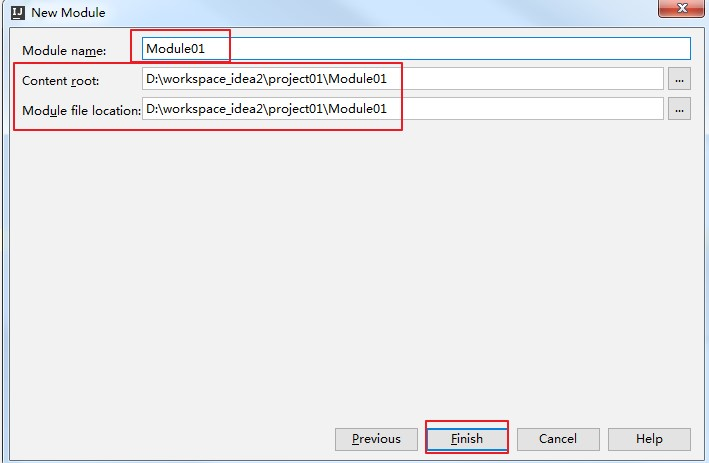 IJ New Module
Module name: Module01
Content root: D:\workspace_idea2\project01\Module01 ...
Module file location: D:\workspace_idea2\project01\Module01 ...
Previous Finish Cancel Help